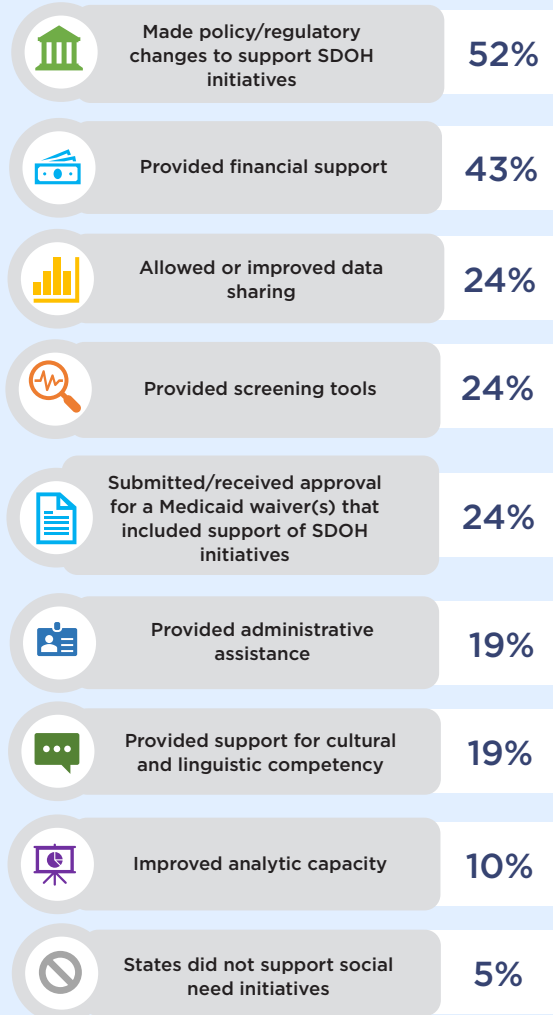 Made policy/regulatory
changes to support SDOH
initiatives
52%
Provided financial support
43%
Allowed or improved data
sharing
24%
Provided screening tools
24%
Submitted/received approval
for a Medicaid waiver(s) that
included support of SDOH
initiatives
24%
Provided administrative
assistance
19%
Provided support for cultural
and linguistic competency
19%
Improved analytic capacity
10%
States did not support social
need initiatives
5%